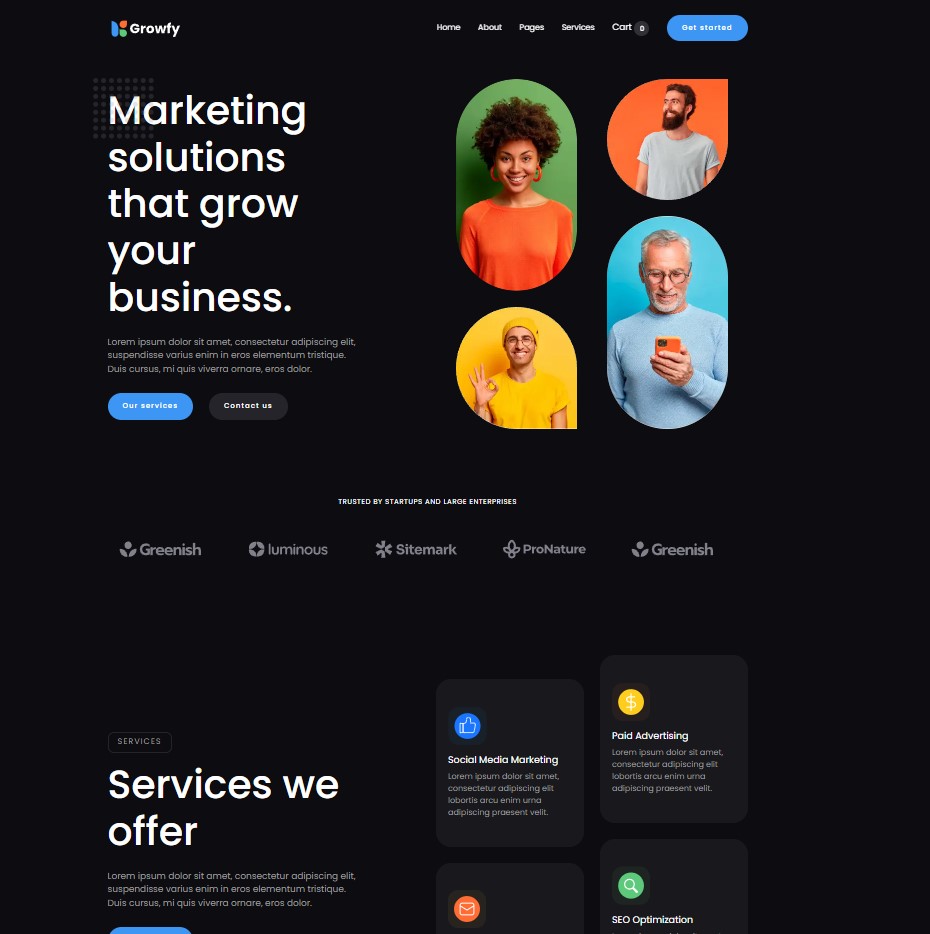 Growfy
Home About Pages Services Cart 0 Get started
Marketing
solutions
that grow
your
business.
Lorem ipsum dolor sit amet, consectetur adipiscing elit,
suspendisse varius enim in eros elementum tristique.
Duis cursus, mi quis viverra ornare, eros dolor.
Our services Contact us
TRUSTED BY STARTUPS AND LARGE ENTERPRISES
Greenish luminous Sitemark ProNature Greenish
SERVICES
Services we
offer
Lorem ipsum dolor sit amet, consectetur adipiscing elit,
suspendisse varius enim in eros elementum tristique.
Duis cursus, mi quis viverra ornare, eros dolor.
Social Media Marketing
Lorem ipsum dolor sit amet,
consectetur adipiscing elit
lobortis arcu enim urna
adipiscing praesent velit.
$
Paid Advertising
Lorem ipsum dolor sit amet,
consectetur adipiscing elit
lobortis arcu enim urna
adipiscing praesent velit.
SEO Optimization